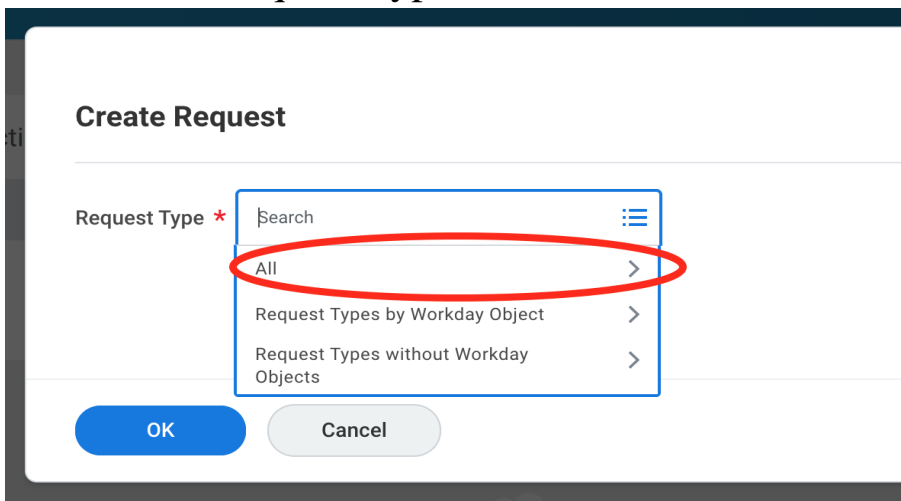 Create Request
Request Type *
Search
All
Request Types by Workday Object
Request Types without Workday
Objects
OK
Cancel